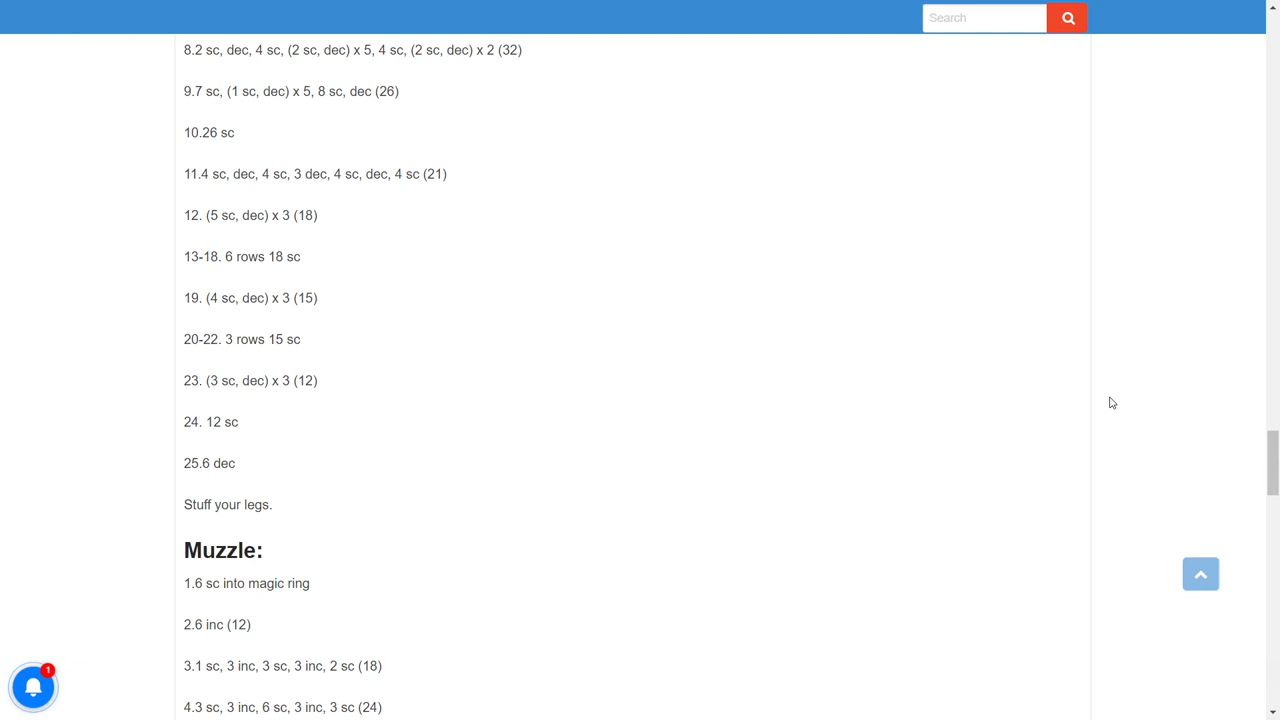 Search
8.2 sc, dec, 4 sc, (2 sc, dec) x 5, 4 sc, (2 sc, dec) x 2 (32)
9.7 sc, (1 sc, dec) x 5, 8 sc, dec (26)
10.26 sc
11.4 sc, dec, 4 sc, 3 dec, 4 sc, dec, 4 sc (21)
12. (5 sc, dec) x 3 (18)
13-18. 6 rows 18 sc
19. (4 sc, dec) x 3 (15)
20-22. 3 rows 15 sc
23. (3 sc, dec) x 3 (12)
24. 12 sc
25.6 dec
Stuff your legs.
Muzzle:
1.6 sc into magic ring
2.6 inc (12)
3.1 sc, 3 inc, 3 sc, 3 inc, 2 sc (18)
4.3 sc, 3 inc, 6 sc, 3 inc, 3 sc (24)
1